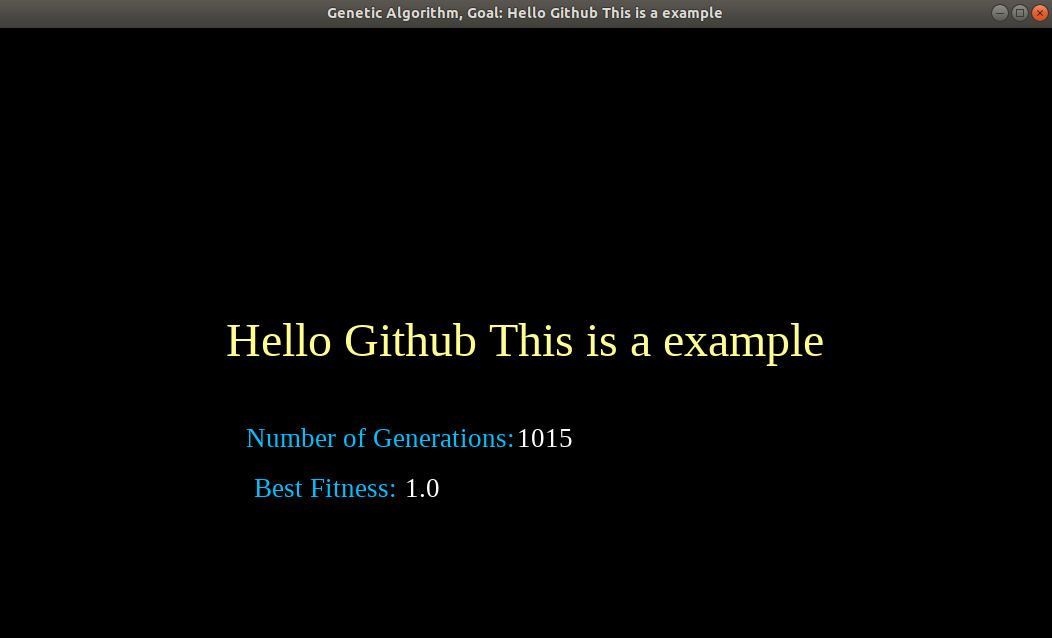 Genetic Algorithm, Goal: Hello Github This is a example
Hello Github This is a example
Number of Generations: 1015
Best Fitness: 1.0